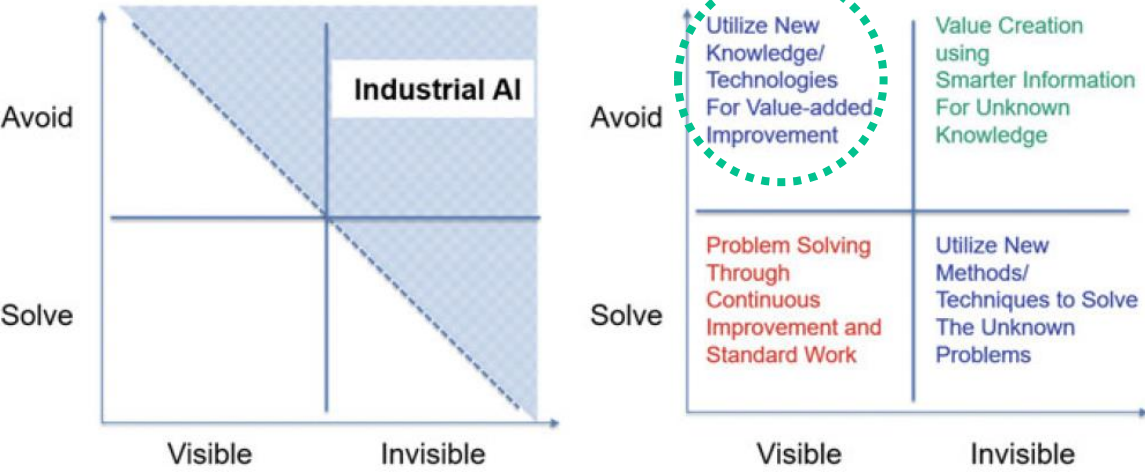 Avoid
Industrial AI
Solve
Visible
Invisible
Avoid
Utilize New
Knowledge/
Technologies
For Value-added
Improvement
Value Creation
using
Smarter Information
For Unknown
Knowledge
Solve
Problem Solving
Through
Continuous
Improvement and
Standard Work
Utilize New
Methods/
Techniques to Solve
The Unknown
Problems
Visible
Invisible